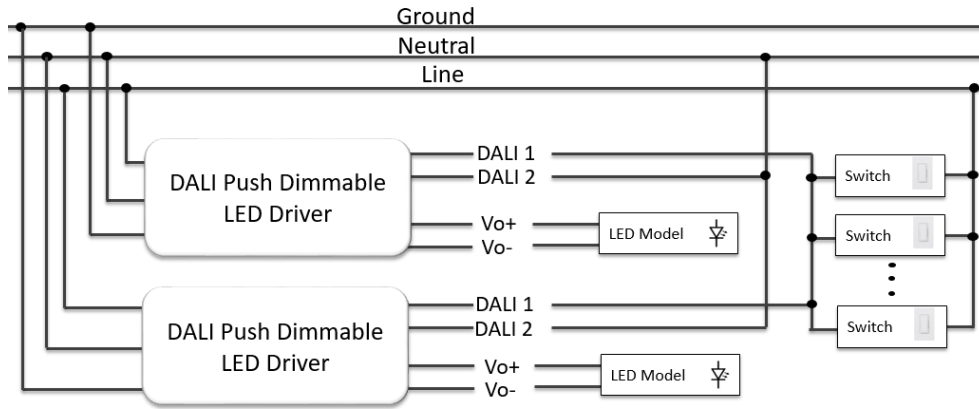 Ground
Neutral
Line
DALI Push Dimmable
LED Driver
DALI 1
DALI 2
Vo+
Vo-
LED Model
Switch
Switch
Switch
DALI Push Dimmable
LED Driver
DALI 1
DALI 2
Vo+
Vo-
LED Model